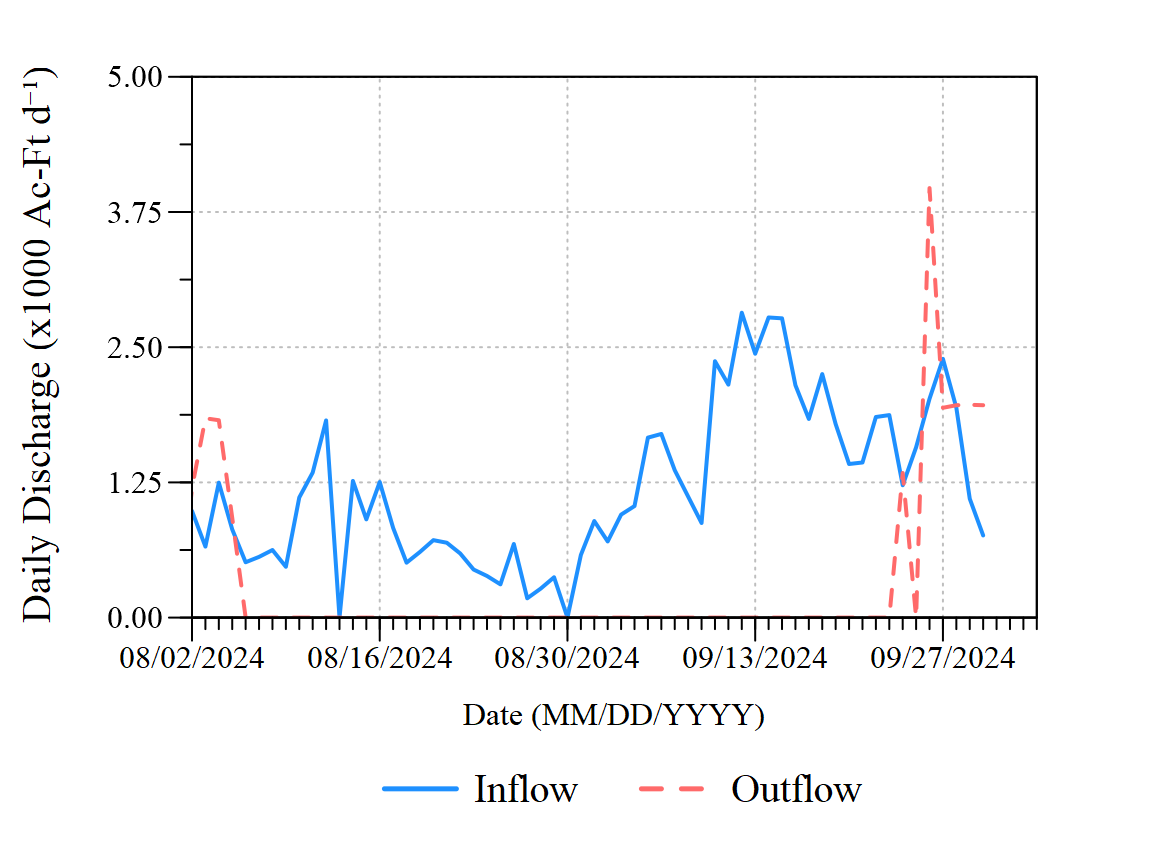 Daily Discharge (x1000 Ac-Ft d⁻¹)
5.00
3.75
2.50
1.25
0.00
08/02/2024 08/16/2024 08/30/2024 09/13/2024 09/27/2024
Date (MM/DD/YYYY)
Inflow Outflow